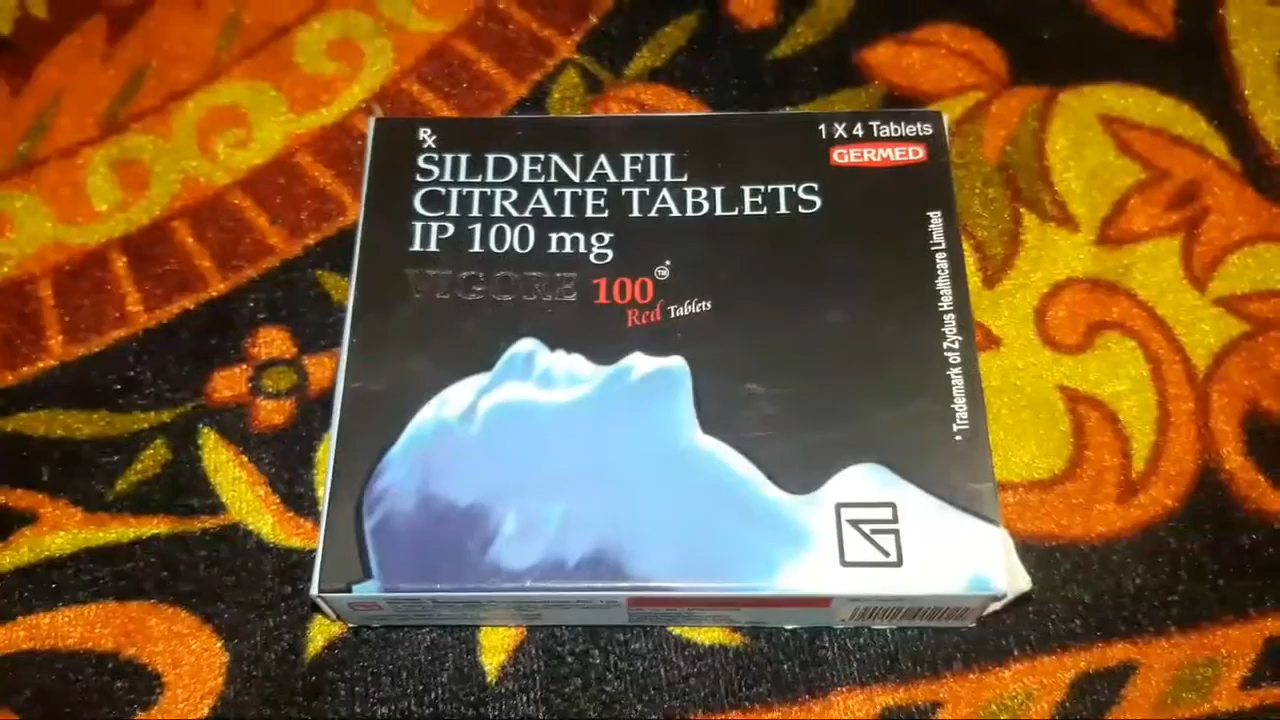 Rx
SILDENAFIL
CITRATE TABLETS
IP 100 mg
VIGORE 100™*
Red Tablets
1 X 4 Tablets
GERMED
* Trademark of Zydus Healthcare Limited